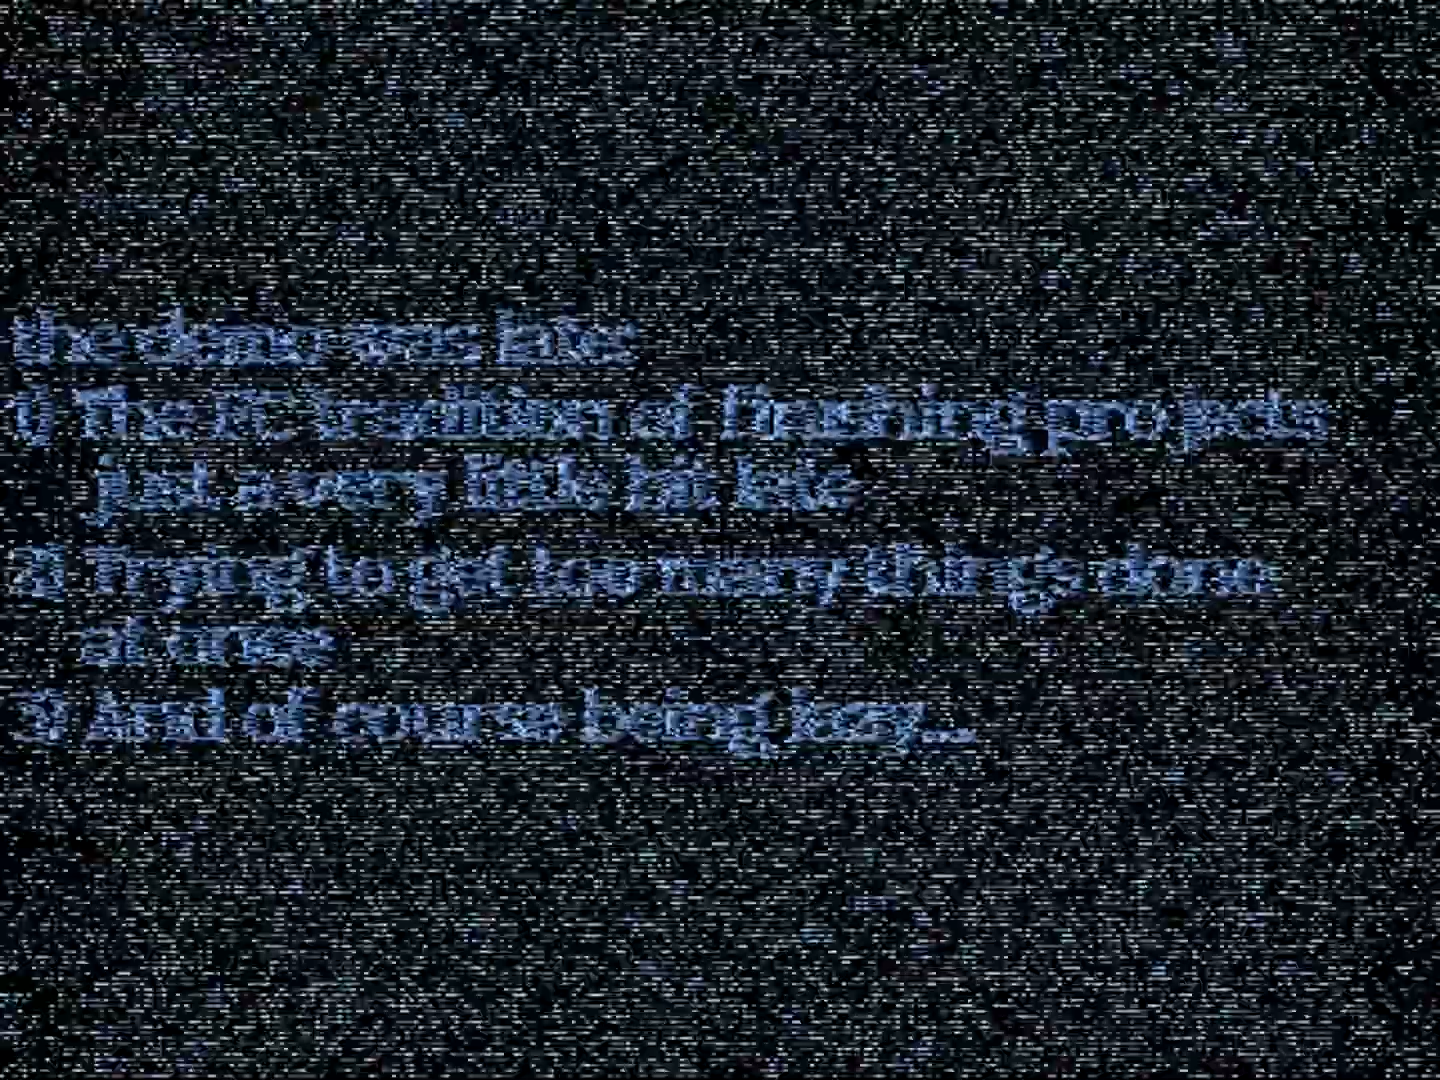 the demo was late:
1) The FC tradition of finishing projects
just a very little bit late
2) Trying to get too many things done
at once
3) And of course being lazy...